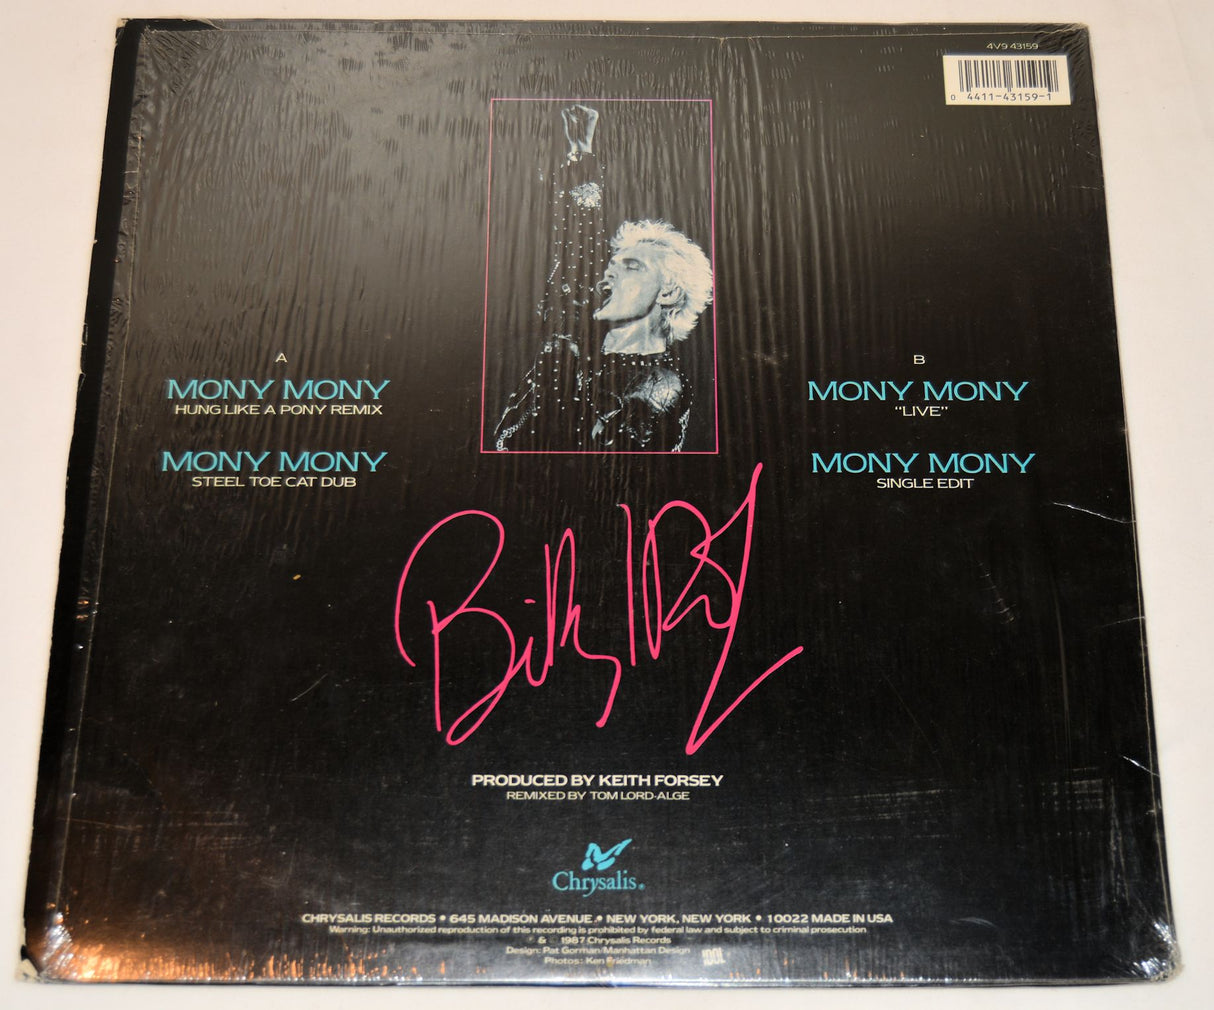 4V9 43159
0 4411-43159-1
A
MONY MONY
HUNG LIKE A PONY REMIX
MONY MONY
STEEL TOE CAT DUB
B
MONY MONY
"LIVE"
MONY MONY
SINGLE EDIT
Billy Idol
PRODUCED BY KEITH FORSEY
REMIXED BY TOM LORD-ALGE
Chrysalis®
CHRYSALIS RECORDS • 645 MADISON AVENUE • NEW YORK, NEW YORK • 10022 MADE IN USA
Warning: Unauthorized reproduction of this recording is prohibited by federal law and subject to criminal prosecution
℗ & © 1987 Chrysalis Records
Design: Pat Gorman/Manhattan Design
Photos: Ken Friedman
IDOL